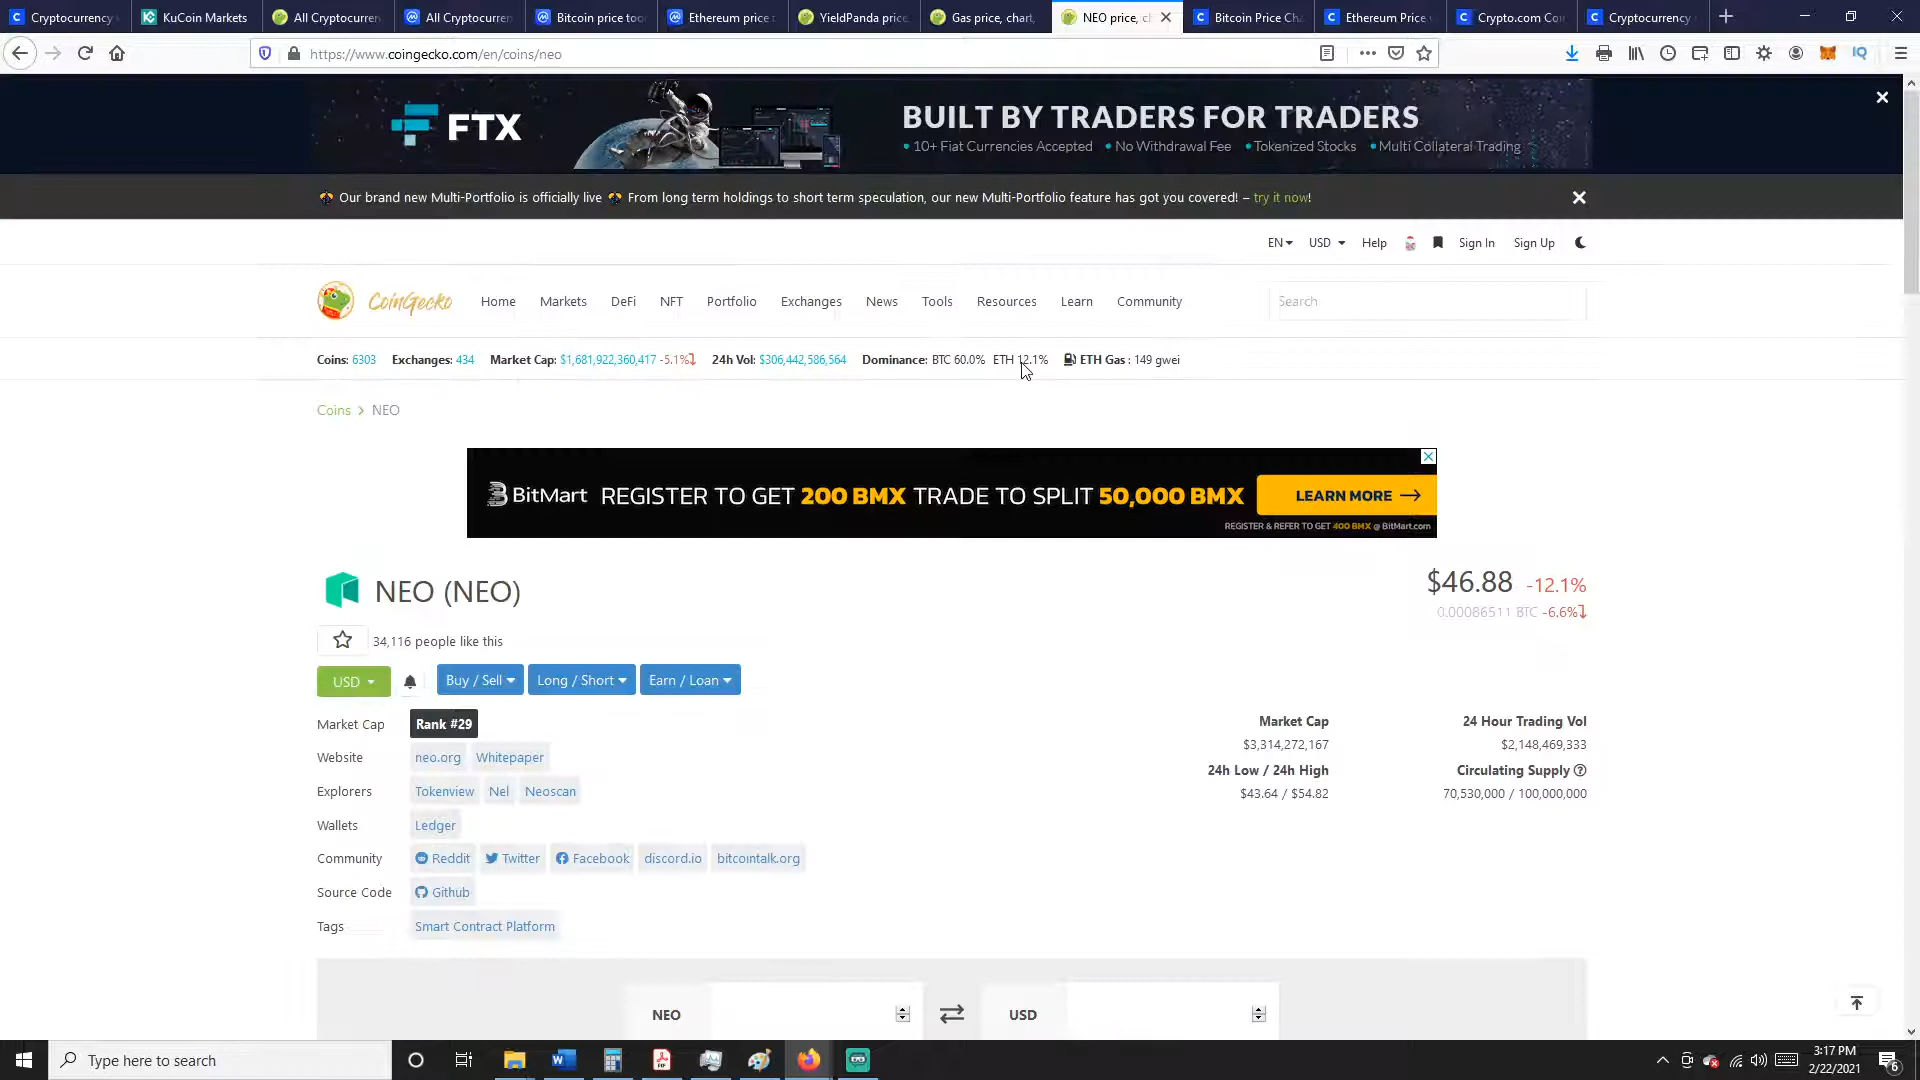 Cryptocurrency
KuCoin Markets
All Cryptocurren
All Cryptocurren
Bitcoin price too
Ethereum price t
YieldPanda price
Gas price, chart,
NEO price, ch
Bitcoin Price Cha
Ethereum Price
Crypto.com Coi
Cryptocurrency
https://www.coingecko.com/en/coins/neo
FTX
BUILT BY TRADERS FOR TRADERS
• 10+ Fiat Currencies Accepted • No Withdrawal Fee • Tokenized Stocks • Multi Collateral Trading
Our brand new Multi-Portfolio is officially live From long term holdings to short term speculation, our new Multi-Portfolio feature has got you covered! – try it now!
EN USD Help Sign In Sign Up
CoinGecko Home Markets DeFi NFT Portfolio Exchanges News Tools Resources Learn Community Search
Coins: 6303 Exchanges: 434 Market Cap: $1,681,922,360,417 -5.1% 24h Vol: $306,442,586,564 Dominance: BTC 60.0% ETH 12.1% ETH Gas : 149 gwei
Coins > NEO
BitMart REGISTER TO GET 200 BMX TRADE TO SPLIT 50,000 BMX LEARN MORE →
REGISTER & REFER TO GET 400 BMX @ BitMart.com
NEO (NEO)
$46.88 -12.1%
0.00086511 BTC -6.6%
34,116 people like this
USD Buy / Sell Long / Short Earn / Loan
Market Cap Rank #29
Website neo.org Whitepaper
Explorers Tokenview Nel Neoscan
Wallets Ledger
Community Reddit Twitter Facebook discord.io bitcointalk.org
Source Code Github
Tags Smart Contract Platform
Market Cap 24 Hour Trading Vol
$3,314,272,167 $2,148,469,333
24h Low / 24h High Circulating Supply
$43.64 / $54.82 70,530,000 / 100,000,000
NEO USD
Type here to search
3:17 PM
2/22/2021
6